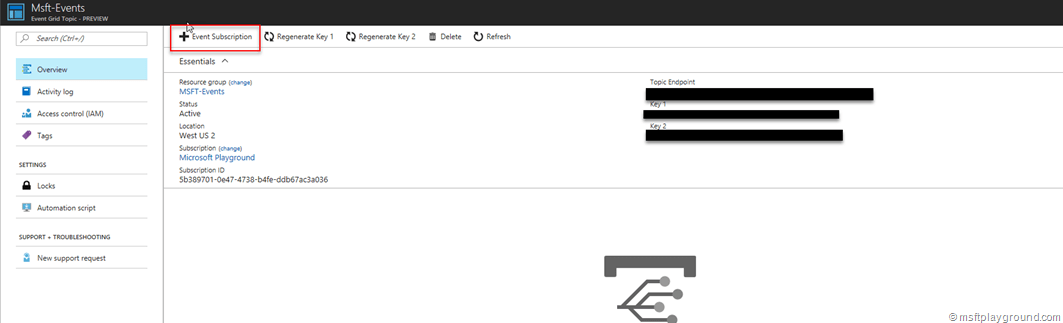 Msft-Events
Event Grid Topic - PREVIEW
Search (Ctrl+/)
Overview
Activity log
Access control (IAM)
Tags
SETTINGS
Locks
Automation script
SUPPORT + TROUBLESHOOTING
New support request
Event Subscription
Regenerate Key 1
Regenerate Key 2
Delete
Refresh
Essentials
Resource group (change)
MSFT-Events
Status
Active
Location
West US 2
Subscription (change)
Microsoft Playground
Subscription ID
5b389701-0e47-4738-b4fe-ddb67ac3a036
Topic Endpoint
Key 1
Key 2
© msftplayground.com